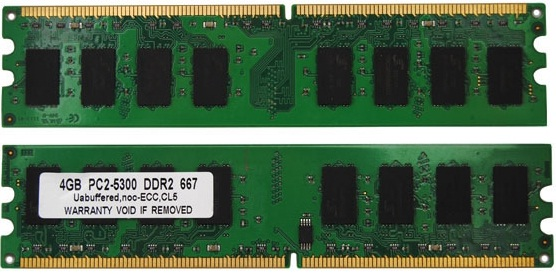 4GB PC2-5300 DDR2 667
Uabuffered,noc-ECC,CL5
WARRANTY VOID IF REMOVED